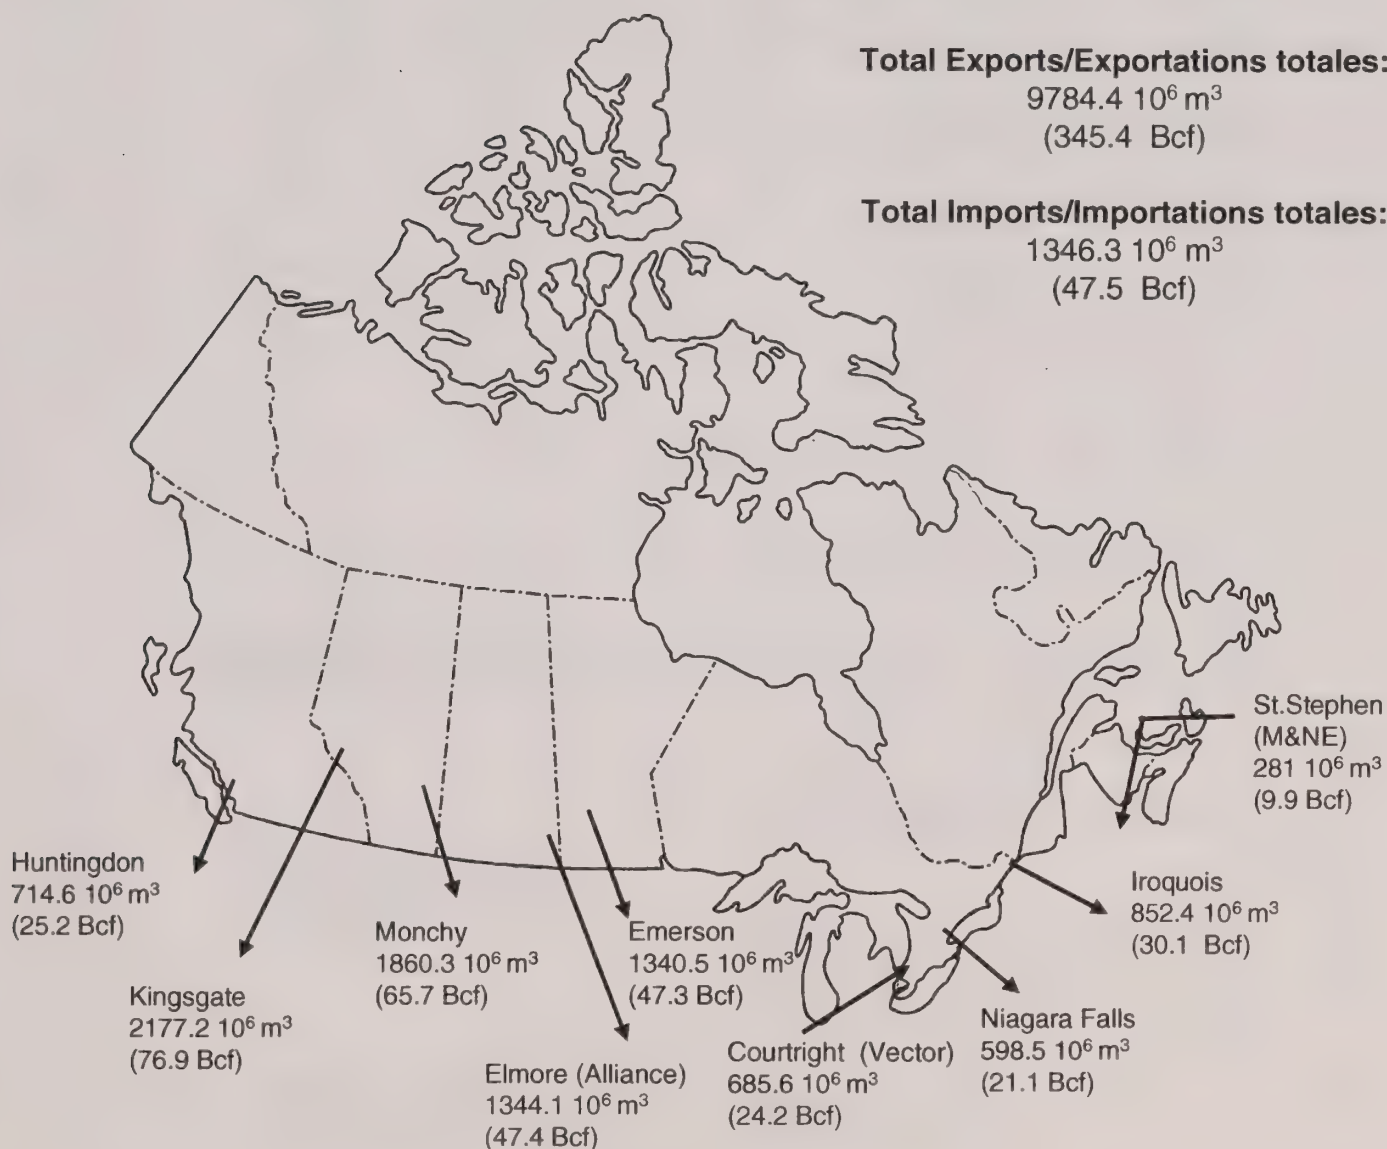 Total Exports/Exportations totales:
9784.4 10⁶ m³
(345.4 Bcf)
Total Imports/Importations totales:
1346.3 10⁶ m³
(47.5 Bcf)
St.Stephen
(M&NE)
281 10⁶ m³
(9.9 Bcf)
Huntingdon
714.6 10⁶ m³
(25.2 Bcf)
Iroquois
852.4 10⁶ m³
(30.1 Bcf)
Monchy
1860.3 10⁶ m³
(65.7 Bcf)
Emerson
1340.5 10⁶ m³
(47.3 Bcf)
Kingsgate
2177.2 10⁶ m³
(76.9 Bcf)
Niagara Falls
598.5 10⁶ m³
(21.1 Bcf)
Courtright (Vector)
685.6 10⁶ m³
(24.2 Bcf)
Elmore (Alliance)
1344.1 10⁶ m³
(47.4 Bcf)